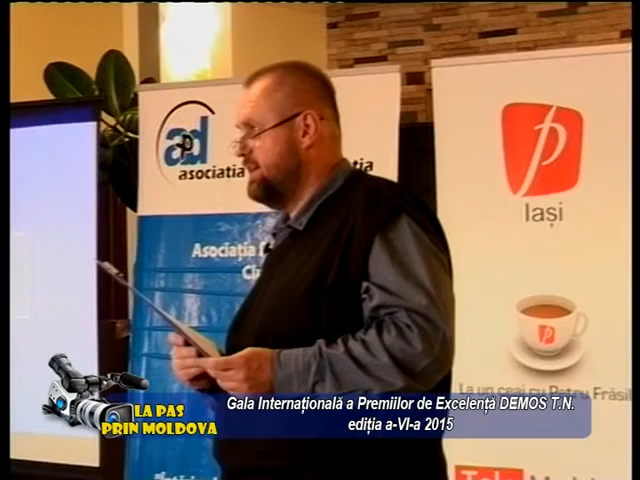 apd
asociatia
Asociația
p
Iași
p
La un ceai cu Petru Frăsil
LA PAS
PRIN MOLDOVA
Gala Internațională a Premiilor de Excelență DEMOS T.N.
ediția a-VI-a 2015